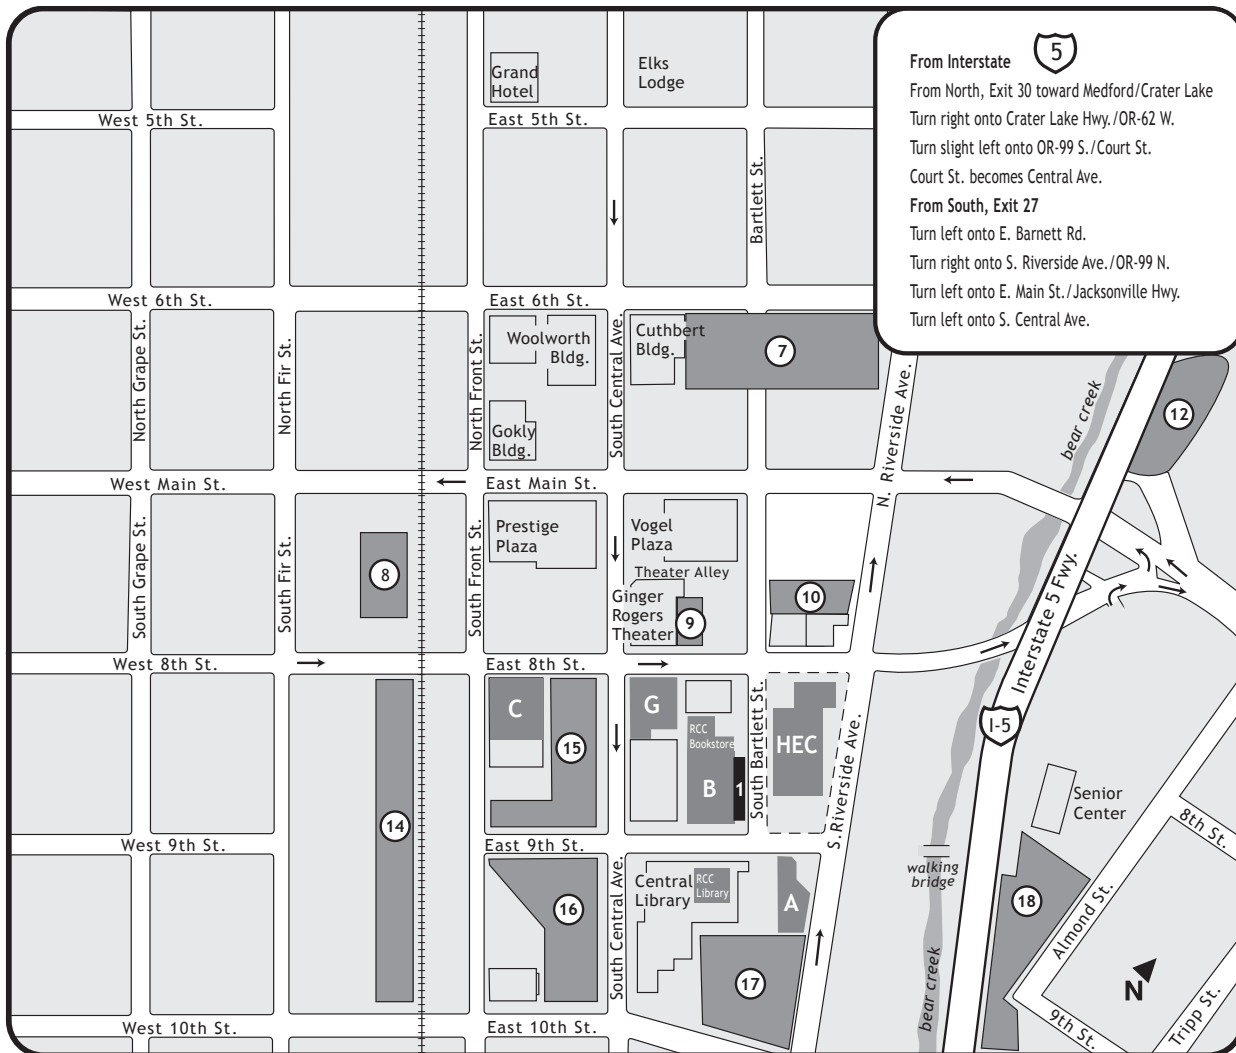 From Interstate 5
From North, Exit 30 toward Medford/Crater Lake
Turn right onto Crater Lake Hwy./OR-62 W.
Turn slight left onto OR-99 S./Court St.
Court St. becomes Central Ave.
From South, Exit 27
Turn left onto E. Barnett Rd.
Turn right onto S. Riverside Ave./OR-99 N.
Turn left onto E. Main St./Jacksonville Hwy.
Turn left onto S. Central Ave.
Grand
Hotel
Elks
Lodge
West 5th St.
East 5th St.
Bartlett St.
West 6th St.
East 6th St.
North Grape St.
North Fir St.
North Front St.
South Central Ave.
Woolworth
Bldg.
Cuthbert
Bldg.
7
Gokly
Bldg.
N. Riverside Ave.
bear creek
12
West Main St.
East Main St.
South Grape St.
South Fir St.
South Front St.
Prestige
Plaza
Vogel
Plaza
Theater Alley
8
Ginger
Rogers
Theater
9
10
Interstate 5 Fwy.
West 8th St.
East 8th St.
C
15
G
RCC
Bookstore
B
1
South Bartlett St.
HEC
S. Riverside Ave.
I-5
Senior
Center
14
8th St.
West 9th St.
East 9th St.
walking
bridge
16
South Central Ave.
Central
Library
RCC
Library
A
17
18
Almond St.
bear creek
N
9th St.
Tripp St.
West 10th St.
East 10th St.